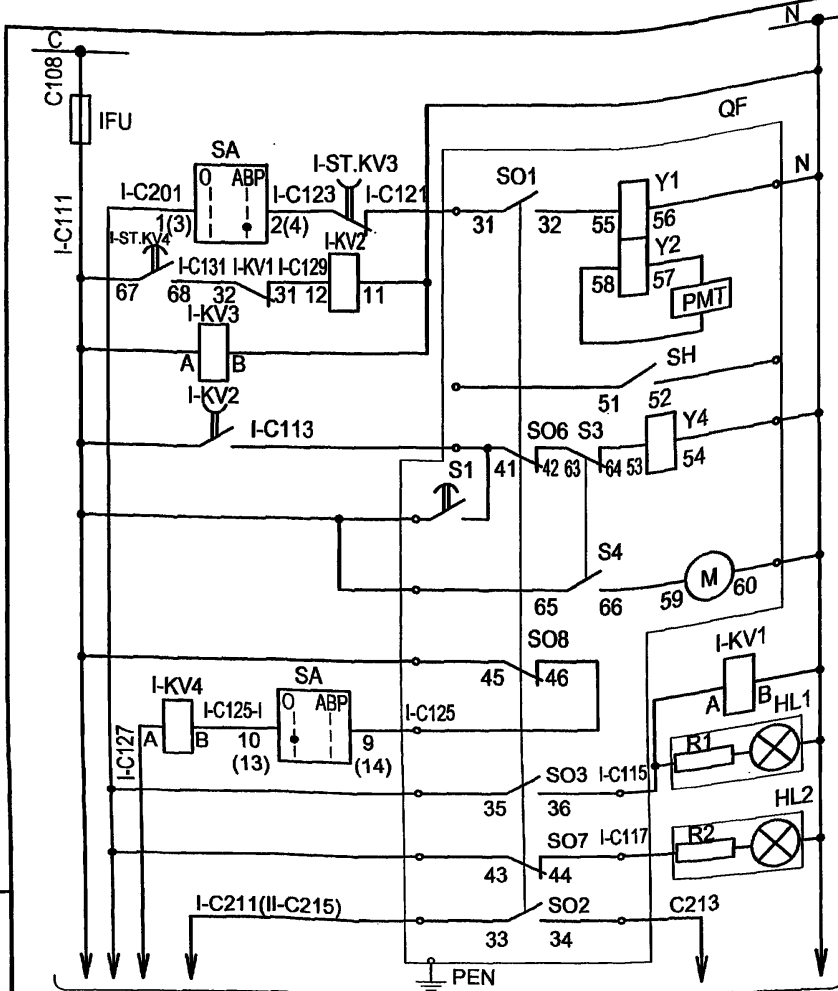 N
C
C108
IFU
QF
SA
I-ST.KV3
O ABP
I-C201
I-C123
I-C121
SO1
Y1
N
I-C111
1(3)
2(4)
31
32
55
56
I-ST.KV4
I-C131
I-KV1
I-C129
I-KV2
Y2
67
68
32
31
12
11
58
57
PMT
I-KV3
A
B
SH
51
52
I-KV2
I-C113
SO6
S3
Y4
41
42
63
64
53
54
S1
S4
M
65
66
59
60
SO8
45
46
I-KV1
A
B
I-KV4
SA
O ABP
I-C125-I
I-C125
I-C127
A
B
10
(13)
9
(14)
HL1
R1
SO3
I-C115
35
36
HL2
SO7
I-C117
R2
43
44
I-C211(II-C215)
SO2
C213
33
34
PEN